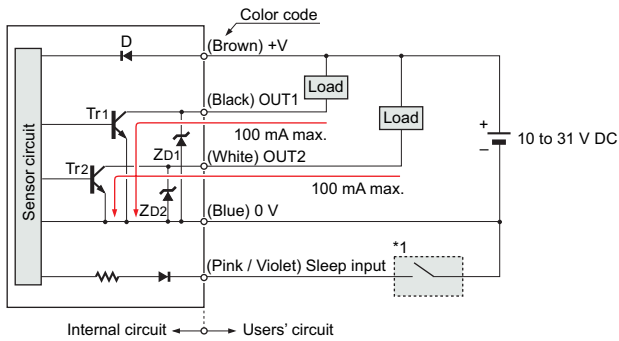 Color code
D
(Brown) +V
Load
(Black) OUT1
Load
Tr1
100 mA max.
+
10 to 31 V DC
–
Sensor circuit
ZD1
(White) OUT2
Tr2
100 mA max.
ZD2
(Blue) 0 V
*1
(Pink / Violet) Sleep input
Internal circuit
Users' circuit